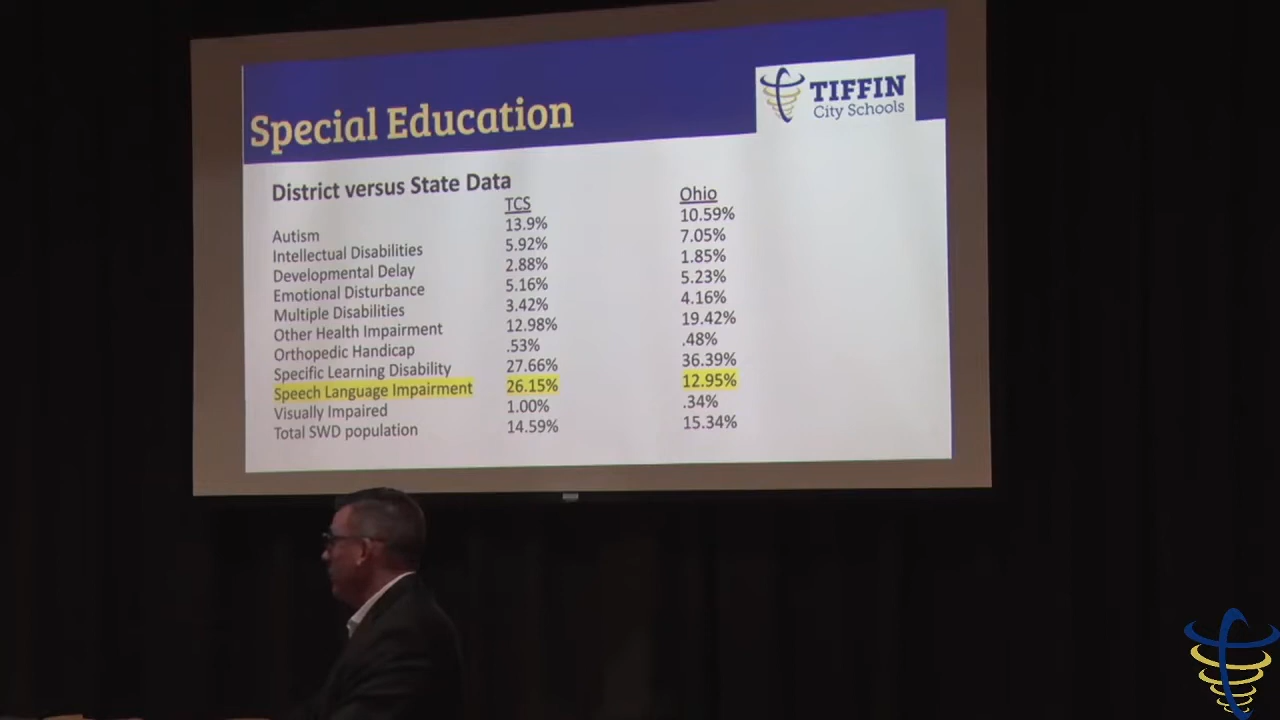 Special Education
TIFFIN
City Schools
District versus State Data
TCS Ohio
Autism 13.9% 10.59%
Intellectual Disabilities 5.92% 7.05%
Developmental Delay 2.88% 1.85%
Emotional Disturbance 5.16% 5.23%
Multiple Disabilities 3.42% 4.16%
Other Health Impairment 12.98% 19.42%
Orthopedic Handicap .53% .48%
Specific Learning Disability 27.66% 36.39%
Speech Language Impairment 26.15% 12.95%
Visually Impaired 1.00% .34%
Total SWD population 14.59% 15.34%